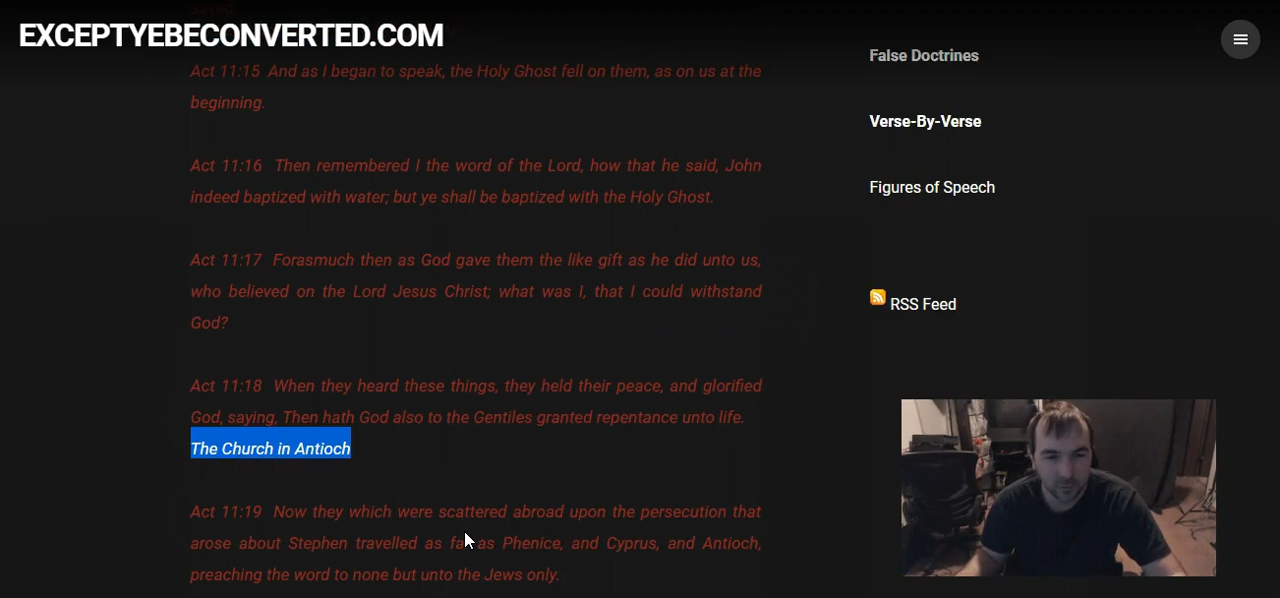 EXCEPTYEBECONVERTED.COM
Act 11:15 And as I began to speak, the Holy Ghost fell on them, as on us at the
beginning.
Act 11:16 Then remembered I the word of the Lord, how that he said, John
indeed baptized with water; but ye shall be baptized with the Holy Ghost.
Act 11:17 Forasmuch then as God gave them the like gift as he did unto us,
who believed on the Lord Jesus Christ; what was I, that I could withstand
God?
Act 11:18 When they heard these things, they held their peace, and glorified
God, saying, Then hath God also to the Gentiles granted repentance unto life.
The Church in Antioch
Act 11:19 Now they which were scattered abroad upon the persecution that
arose about Stephen travelled as far as Phenice, and Cyprus, and Antioch,
preaching the word to none but unto the Jews only.
False Doctrines
Verse-By-Verse
Figures of Speech
RSS Feed